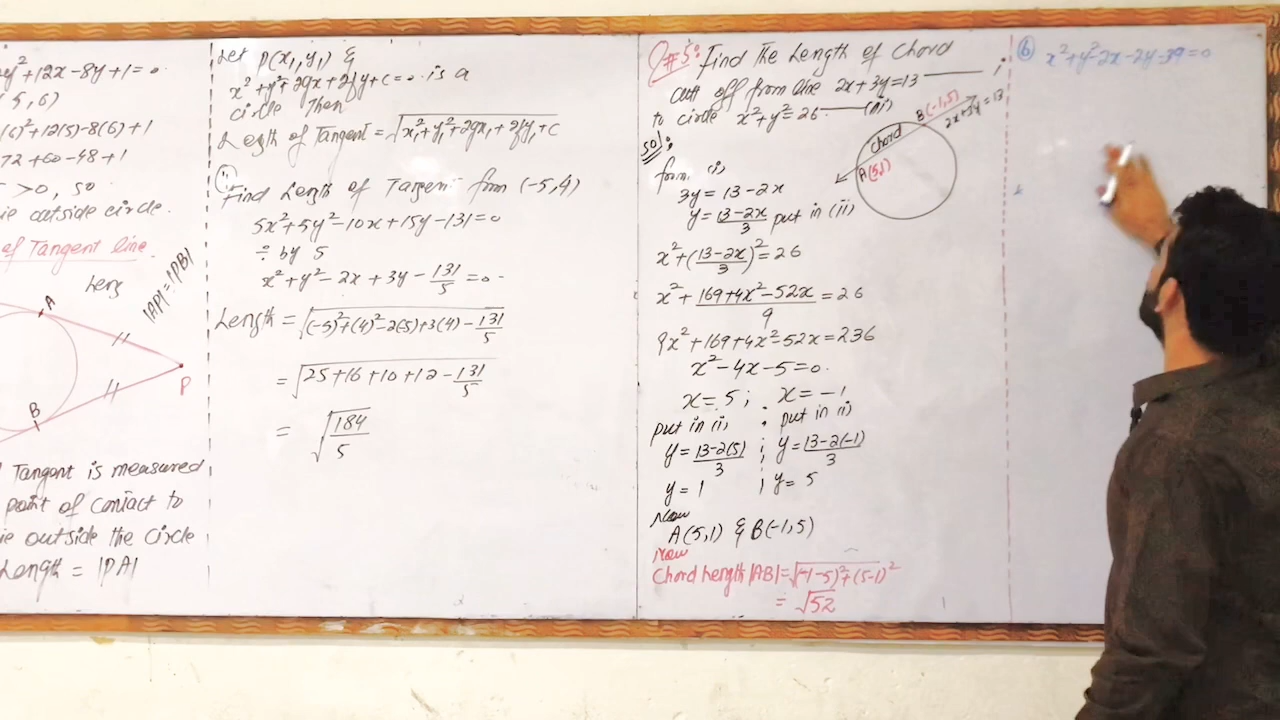 y²+12x-8y+1=0
5,6)
(6)²+12(5)-8(6)+1
72+60-48+1
>0, so
ie outside circle.
of Tangent line.
Leng
A
|AP|=|PB|
P
B
Tangent is measured
point of contact to
ie outside the circle
Length = |PA|
Let P(x₁,y₁) &
x²+y²+2gx+2fy+c=0 is a
circle Then
Length of Tangent = √x₁²+y₁²+2gx₁+2fy₁+c
(i)
Find Length of Tangent from (-5,4)
5x²+5y²-10x+15y-131=0
÷ by 5
x²+y²-2x+3y-131/5=0
Length = √(-5)²+(4)²-2(-5)+3(4)-131/5
= √25+16+10+12-131/5
= √184/5
Q#5: Find The Length of Chord
cut off from line 2x+3y=13 —— i
to circle x²+y²=26 ——(ii)
B(-1,5)
2x+3y=13
Chord
A(5,1)
Sol:
from (i)
3y=13-2x
y=13-2x/3 put in (ii)
x²+(13-2x/3)²=26
x²+169+4x²-52x/9=26
9x²+169+4x²-52x=236
x²-4x-5=0.
x=5 ; x=-1
put in (i) ; put in (i)
y=13-2(5)/3 ; y=13-2(-1)/3
y=1 ; y=5
Now
A(5,1) & B(-1,5)
Now
Chord Length |AB|=√(-1-5)²+(5-1)²
= √52
(6) x²+y²-2x-2y-39=0